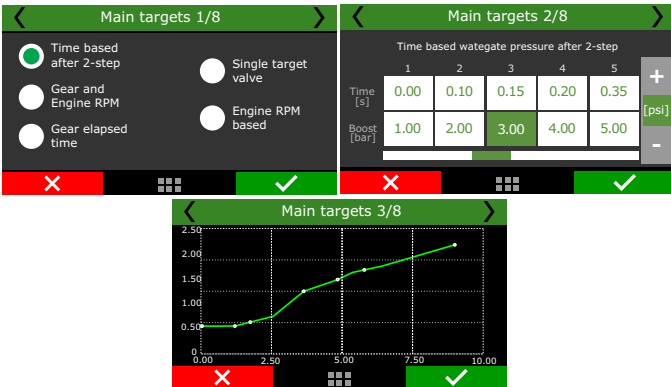 Main targets 1/8
Time based
after 2-step
Gear and
Engine RPM
Gear elapsed
time
Single target
valve
Engine RPM
based
Main targets 2/8
Time based wategate pressure after 2-step
1 2 3 4 5
Time
[s]
0.00 0.10 0.15 0.20 0.35
Boost
[bar]
1.00 2.00 3.00 4.00 5.00
+
[psi]
-
Main targets 3/8
2.50
2.00
1.50
1.00
0.50
0
0.00 2.50 5.00 7.50 10.00